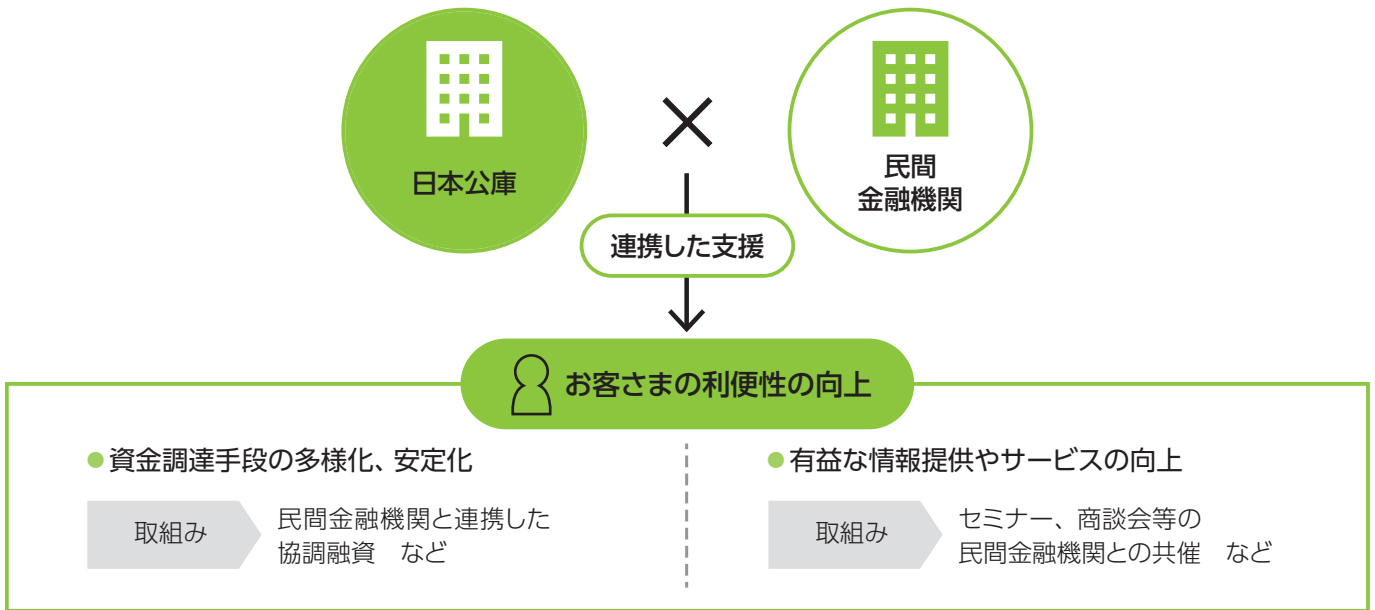 日本公庫
民間
金融機関
連携した支援
お客さまの利便性の向上
●資金調達手段の多様化、安定化
取組み
民間金融機関と連携した
協調融資　など
●有益な情報提供やサービスの向上
取組み
セミナー、商談会等の
民間金融機関との共催　など